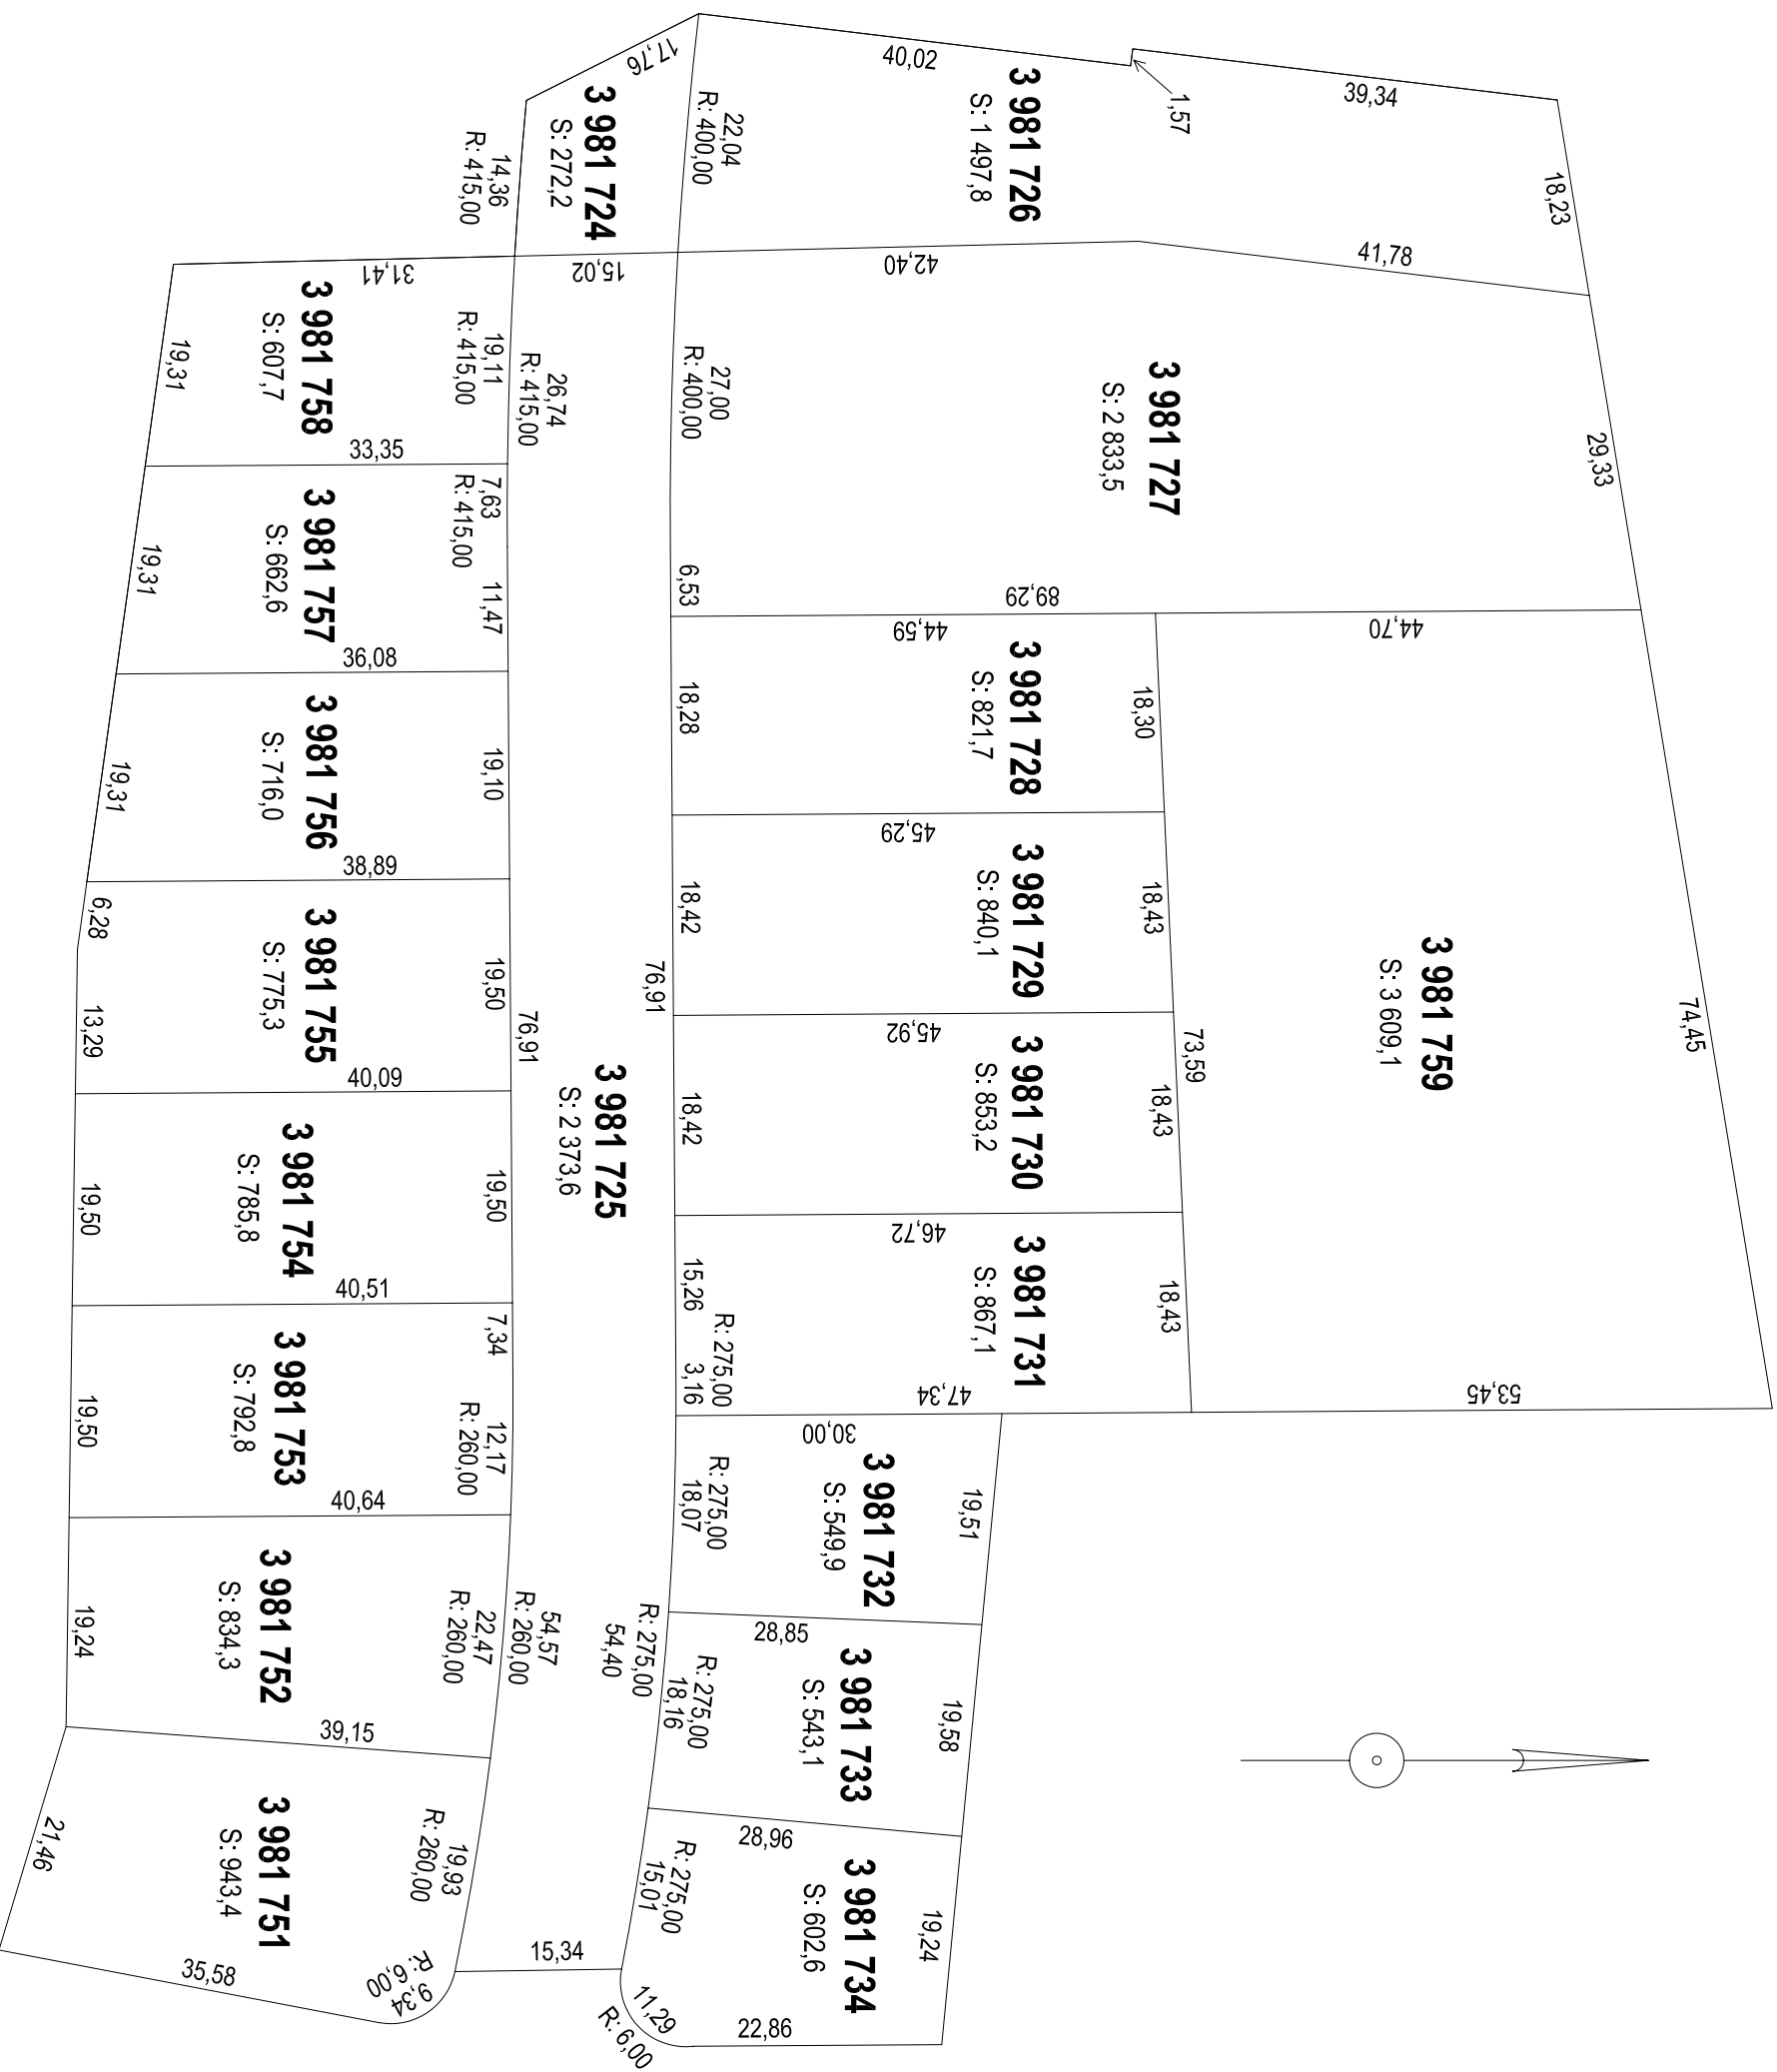 39,34
1,57
40,02
18,23
41,78
3 981 726
S: 1 497,8
22,04
R: 400,00
17,76
3 981 724
S: 272,2
14,36
R: 415,00
15,02
42,40
29,33
3 981 727
S: 2 833,5
27,00
R: 400,00
6,53
89,29
26,74
R: 415,00
31,41
19,11
R: 415,00
3 981 758
S: 607,7
19,31
33,35
7,63
R: 415,00
11,47
3 981 757
S: 662,6
19,31
36,08
19,10
3 981 756
S: 716,0
19,31
38,89
19,50
3 981 755
S: 775,3
6,28
13,29
40,09
19,50
3 981 754
S: 785,8
19,50
40,51
7,34
12,17
R: 260,00
3 981 753
S: 792,8
19,50
40,64
22,47
R: 260,00
3 981 752
S: 834,3
19,24
39,15
19,93
R: 260,00
3 981 751
S: 943,4
21,46
35,58
9,34
R: 6,00
76,91
76,91
3 981 725
S: 2 373,6
54,57
R: 260,00
R: 275,00
54,40
15,34
44,59
18,30
3 981 728
S: 821,7
18,28
45,29
18,43
3 981 729
S: 840,1
18,42
45,92
18,43
3 981 730
S: 853,2
18,42
46,72
18,43
3 981 731
S: 867,1
15,26
R: 275,00
3,16
47,34
44,70
74,45
3 981 759
S: 3 609,1
73,59
53,45
30,00
19,51
3 981 732
S: 549,9
R: 275,00
18,07
28,85
19,58
3 981 733
S: 543,1
R: 275,00
18,16
28,96
19,24
3 981 734
S: 602,6
R: 275,00
15,01
11,29
R: 6,00
22,86